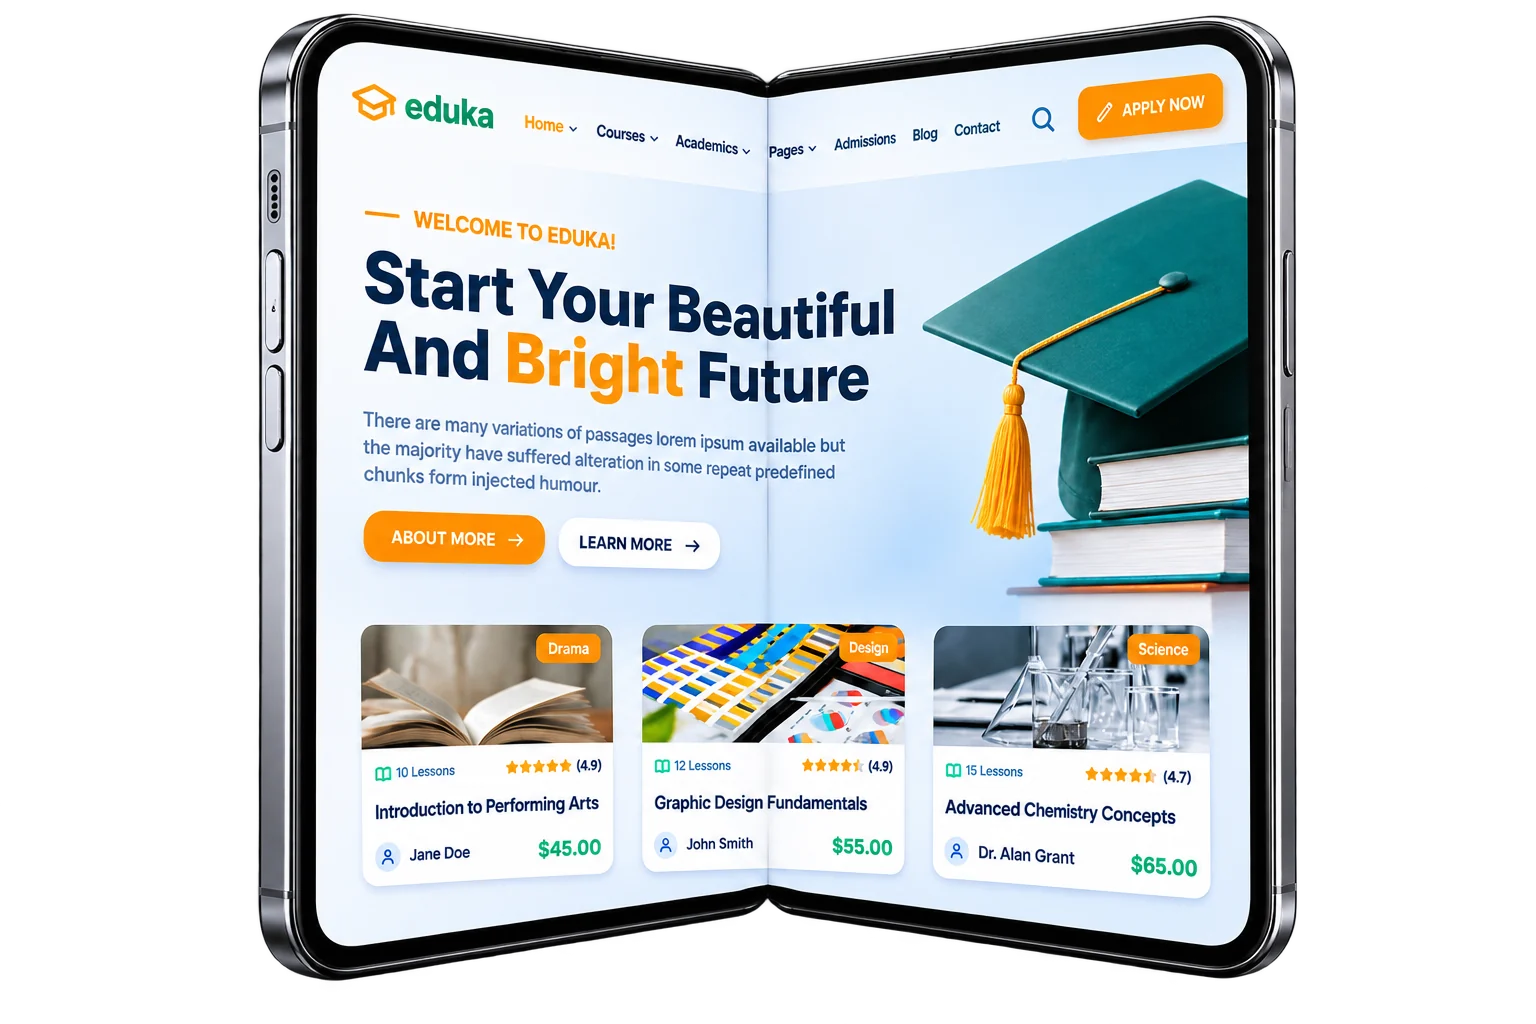 eduka
Home
Courses
Academics
Pages
Admissions
Blog
Contact
APPLY NOW
WELCOME TO EDUKA!
Start Your Beautiful
And Bright Future
There are many variations of passages lorem ipsum available but
the majority have suffered alteration in some repeat predefined
chunks form injected humour.
ABOUT MORE
LEARN MORE
Drama
10 Lessons
(4.9)
Introduction to Performing Arts
Jane Doe
$45.00
Design
12 Lessons
(4.9)
Graphic Design Fundamentals
John Smith
$55.00
Science
15 Lessons
(4.7)
Advanced Chemistry Concepts
Dr. Alan Grant
$65.00